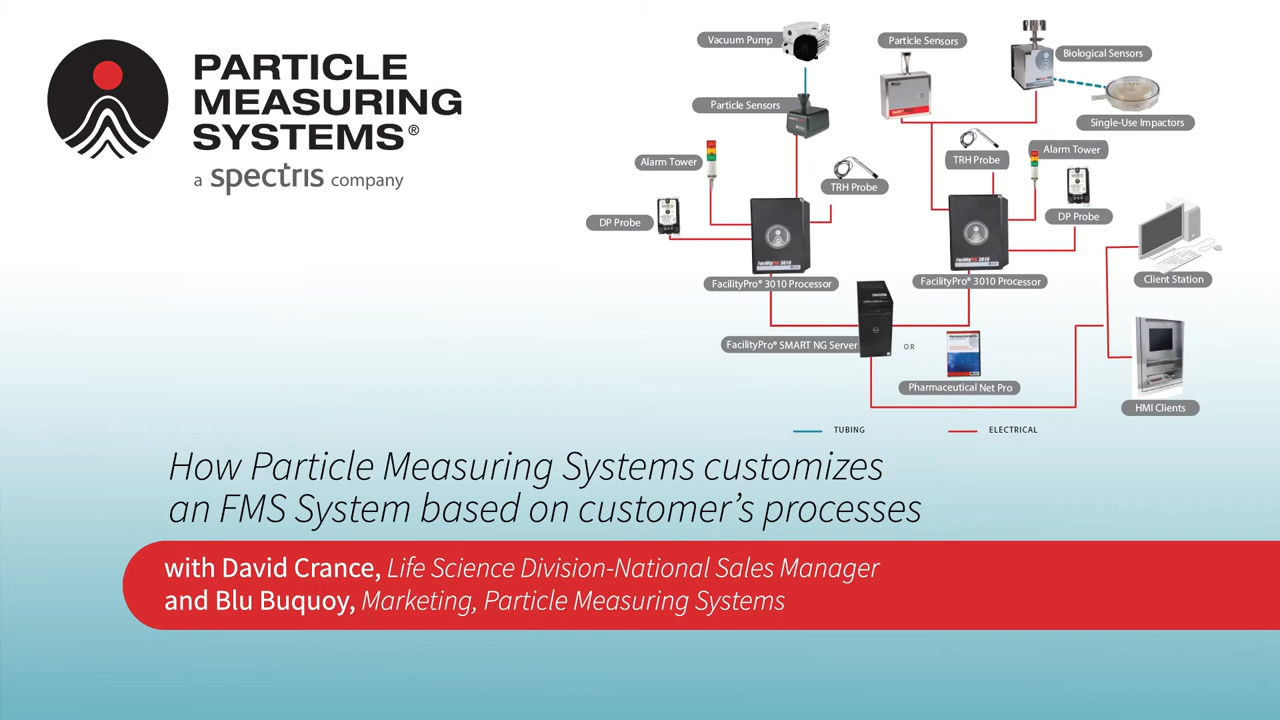 PARTICLE
MEASURING
SYSTEMS®
a spectris company
Vacuum Pump
Particle Sensors
Alarm Tower
TRH Probe
DP Probe
FacilityPro® 3010 Processor
Particle Sensors
Biological Sensors
Single-Use Impactors
TRH Probe
Alarm Tower
DP Probe
FacilityPro® 3010 Processor
Client Station
FacilityPro® SMART NG Server
OR
Pharmaceutical Net Pro
HMI Clients
TUBING
ELECTRICAL
How Particle Measuring Systems customizes
an FMS System based on customer's processes
with David Crance, Life Science Division-National Sales Manager
and Blu Buquoy, Marketing, Particle Measuring Systems